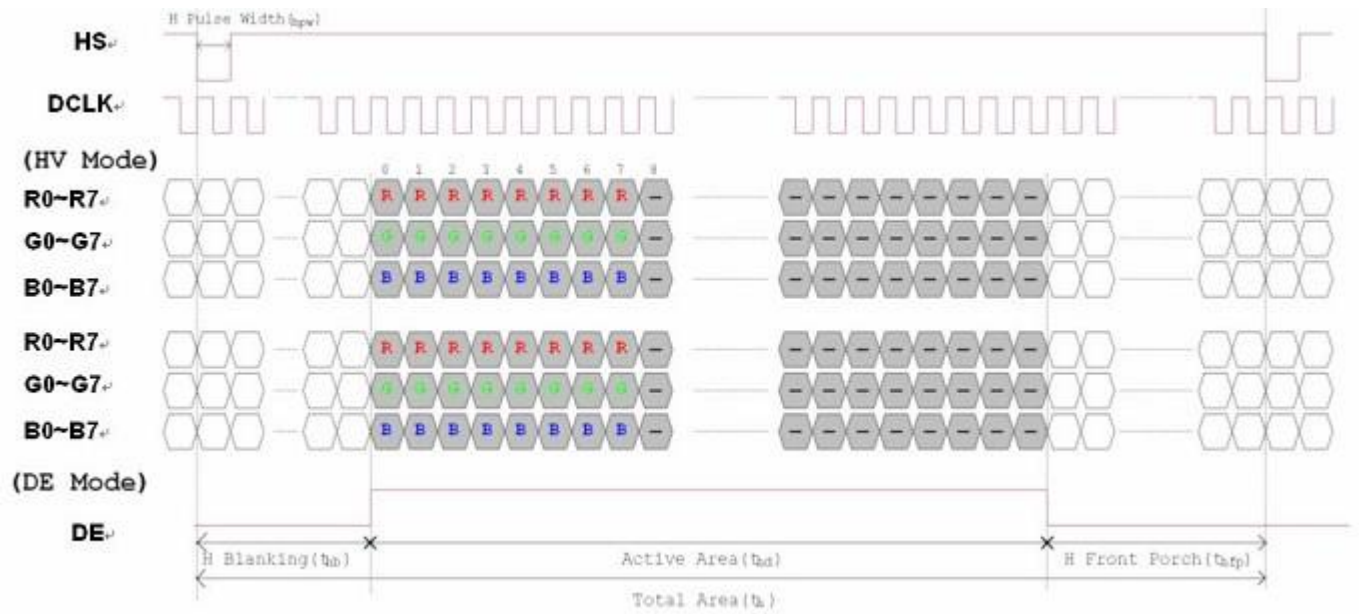 H Pulse Width(thpw)
HS
DCLK
(HV Mode)
0 1 2 3 4 5 6 7 8
R0~R7 R R R R R R R R - - - - - - - - -
G0~G7 G G G G G G G G - - - - - - - - -
B0~B7 B B B B B B B B - - - - - - - - -
R0~R7 R R R R R R R R - - - - - - - - -
G0~G7 G G G G G G G G - - - - - - - - -
B0~B7 B B B B B B B B - - - - - - - - -
(DE Mode)
DE
H Blanking(thb) Active Area(thd) H Front Porch(thfp)
Total Area(th)